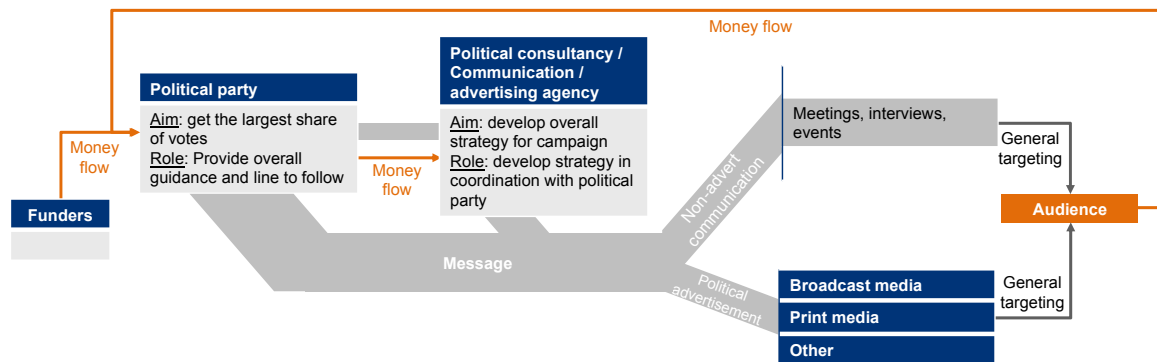 Money flow
Political party
Aim: get the largest share
of votes
Role: Provide overall
guidance and line to follow
Political consultancy /
Communication /
advertising agency
Aim: develop overall
strategy for campaign
Role: develop strategy in
coordination with political
party
Money
flow
Money
flow
Funders
Message
Non-advert
communication
Political
advertisement
Meetings, interviews,
events
General
targeting
Audience
Broadcast media
Print media
Other
General
targeting